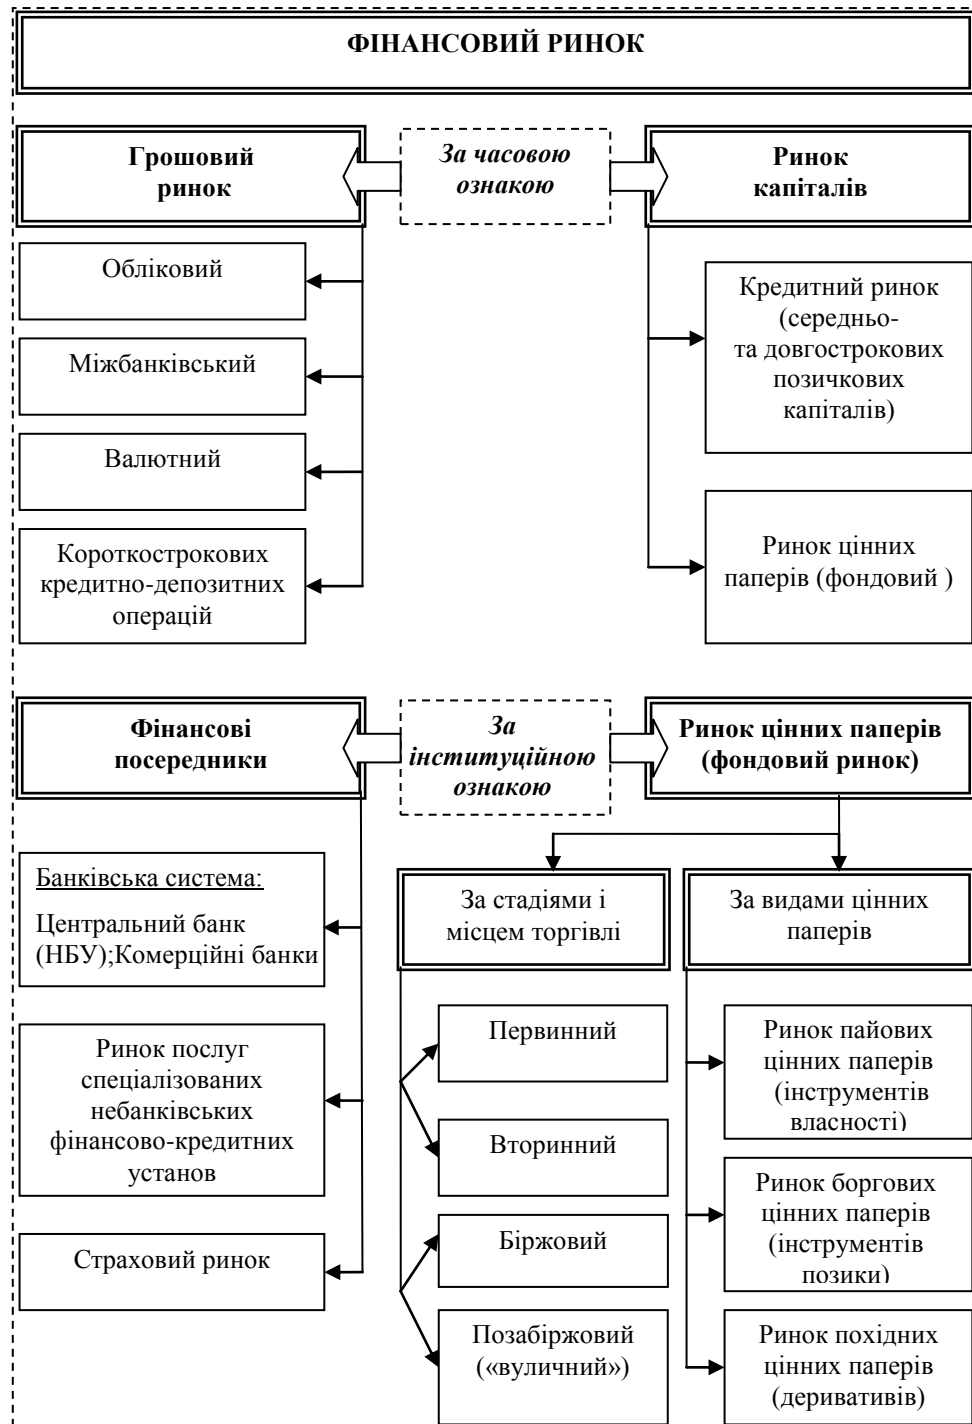 ФІНАНСОВИЙ РИНОК
Грошовий
ринок
За часовою
ознакою
Ринок
капіталів
Обліковий
Міжбанківський
Валютний
Короткострокових
кредитно-депозитних
операцій
Кредитний ринок
(середньо-
та довгострокових
позичкових
капіталів)
Ринок цінних
паперів (фондовий )
Фінансові
посередники
За
інституційною
ознакою
Ринок цінних паперів
(фондовий ринок)
Банківська система:
Центральний банк
(НБУ);Комерційні банки
Ринок послуг
спеціалізованих
небанківських
фінансово-кредитних
установ
Страховий ринок
За стадіями і
місцем торгівлі
Первинний
Вторинний
Біржовий
Позабіржовий
(«вуличний»)
За видами цінних
паперів
Ринок пайових
цінних паперів
(інструментів
власності)
Ринок боргових
цінних паперів
(інструментів
позики)
Ринок похідних
цінних паперів
(деривативів)